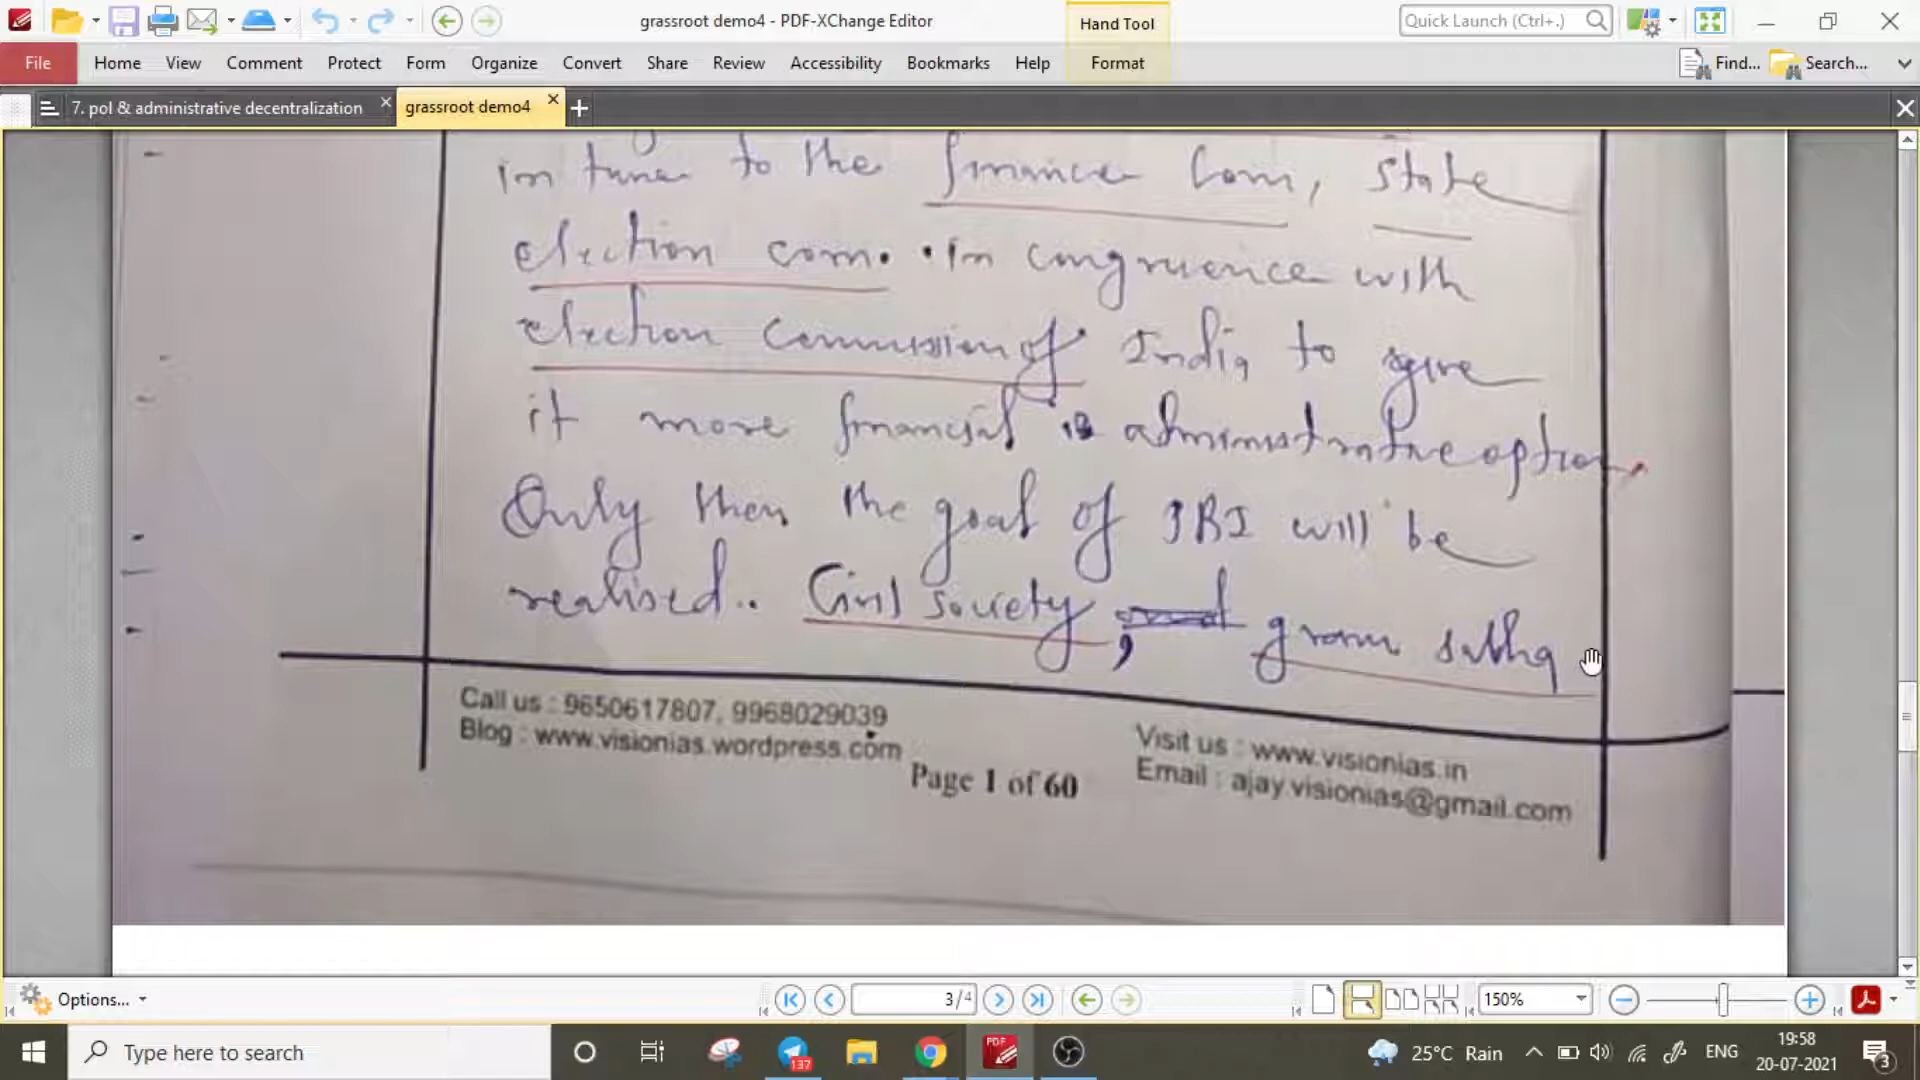 grassroot demo4 - PDF-XChange Editor
Hand Tool
Quick Launch (Ctrl+.)
File Home View Comment Protect Form Organize Convert Share Review Accessibility Bookmarks Help Format Find... Search...
7. pol & administrative decentralization
grassroot demo4
in tune to the finance Com, state
election com. in congruence with
election commission of India to give
it more financial & administrative option.
Only then the goal of PRI will be
realised.. Civil society, gram sabha
Call us : 9650617807, 9968029039
Blog : www.visionias.wordpress.com
Page 1 of 60
Visit us : www.visionias.in
Email : ajay.visionias@gmail.com
Options... 3/4 150%
Type here to search
137
PDF
25°C Rain
ENG
19:58
20-07-2021
3